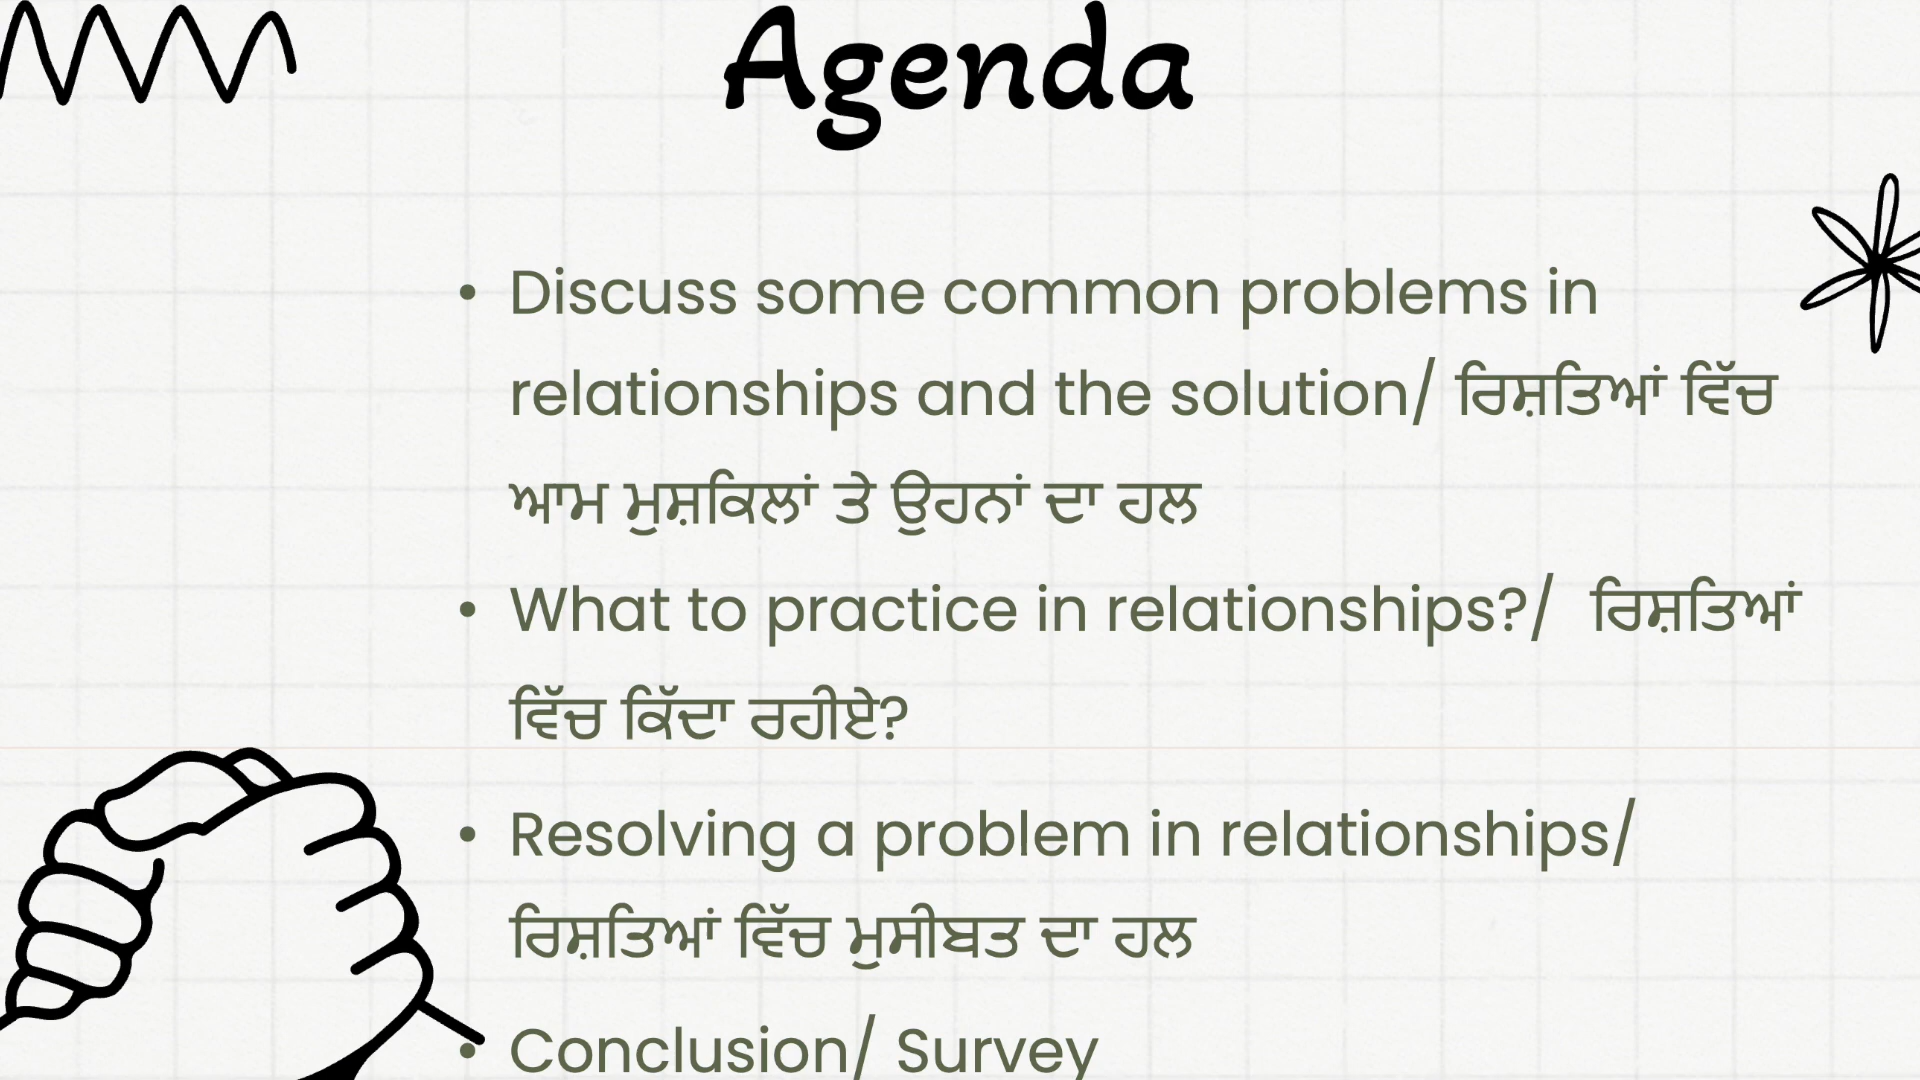 Agenda
• Discuss some common problems in
relationships and the solution/ ਰਿਸ਼ਤਿਆਂ ਵਿੱਚ
ਆਮ ਮੁਸ਼ਕਿਲਾਂ ਤੇ ਉਹਨਾਂ ਦਾ ਹਲ
• What to practice in relationships?/ ਰਿਸ਼ਤਿਆਂ
ਵਿੱਚ ਕਿੱਦਾ ਰਹੀਏ?
• Resolving a problem in relationships/
ਰਿਸ਼ਤਿਆਂ ਵਿੱਚ ਮੁਸੀਬਤ ਦਾ ਹਲ
• Conclusion/ Survey